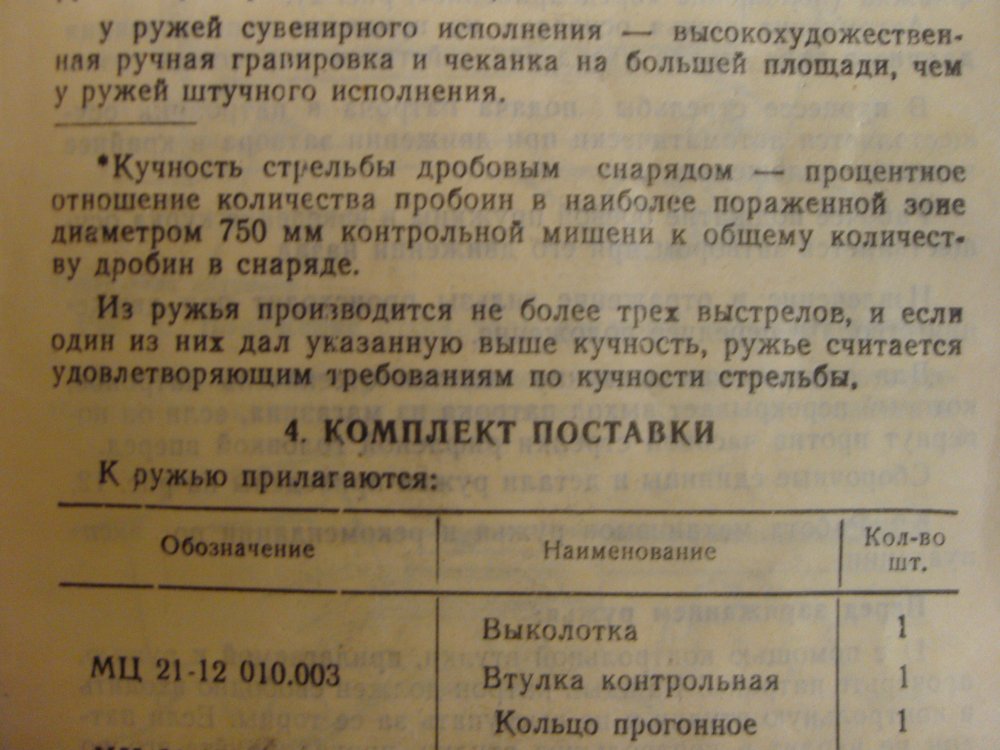 у ружей сувенирного исполнения — высокохудожествен-
ная ручная гравировка и чеканка на большей площади, чем
у ружей штучного исполнения.
*Кучность стрельбы дробовым снарядом — процентное
отношение количества пробоин в наиболее пораженной зоне
диаметром 750 мм контрольной мишени к общему количест-
ву дробин в снаряде.
Из ружья производится не более трех выстрелов, и если
один из них дал указанную выше кучность, ружье считается
удовлетворяющим требованиям по кучности стрельбы.
4. КОМПЛЕКТ ПОСТАВКИ
К ружью прилагаются:
Обозначение Наименование Кол-во
шт.
Выколотка 1
МЦ 21-12 010.003 Втулка контрольная 1
Кольцо прогонное 1